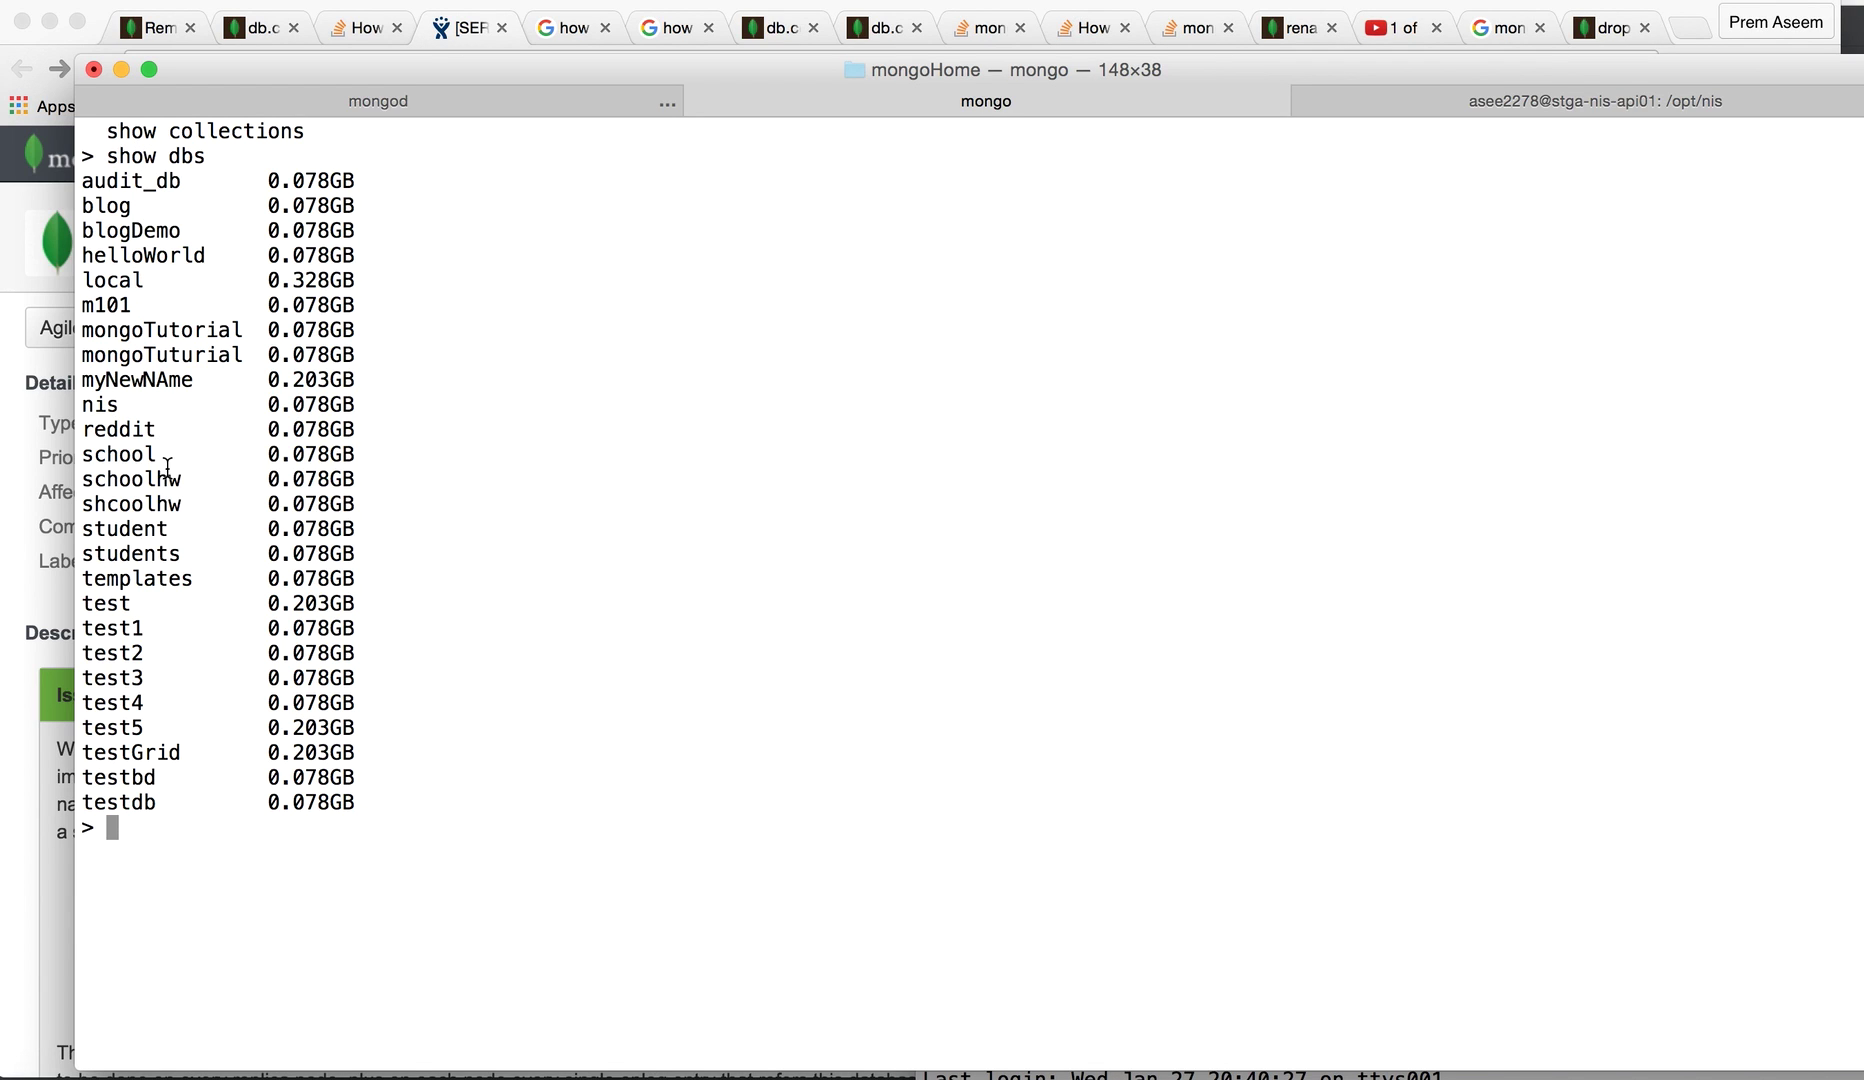 Rem
db.c
How
[SER
how
how
db.c
db.c
mon
How
mon
rena
1 of
mon
drop
Prem Aseem
mongoHome — mongo — 148×38
Apps
mongod
...
mongo
asee2278@stga-nis-api01: /opt/nis
show collections
> show dbs
audit_db 0.078GB
blog 0.078GB
blogDemo 0.078GB
helloWorld 0.078GB
local 0.328GB
m101 0.078GB
mongoTutorial 0.078GB
mongoTuturial 0.078GB
myNewNAme 0.203GB
nis 0.078GB
reddit 0.078GB
school 0.078GB
schoolhw 0.078GB
shcoolhw 0.078GB
student 0.078GB
students 0.078GB
templates 0.078GB
test 0.203GB
test1 0.078GB
test2 0.078GB
test3 0.078GB
test4 0.078GB
test5 0.203GB
testGrid 0.203GB
testbd 0.078GB
testdb 0.078GB
>
mo
Agil
Detai
Type
Prio
Affe
Com
Labe
Descr
Is
W
im
na
a
Th
Last login: Wed Jan 27 20:40:27 on ttys001